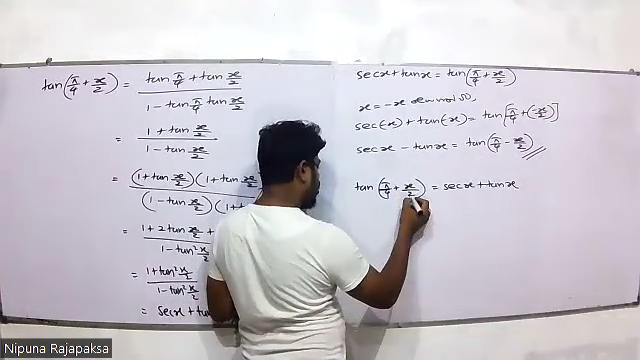 tan(π/4 + x/2) = (tan π/4 + tan x/2) / (1 - tan π/4 tan x/2)
= (1 + tan x/2) / (1 - tan x/2)
= (1 + tan x/2)(1 + tan x/2) / (1 - tan x/2)(1 +
= 1 + 2 tan x/2 + / 1 - tan² x/2
= 1 + tan² x/2 / 1 - tan² x/2
= secx + tan
secx + tanx = tan(π/4 + x/2)
x = -x
sec(-x) + tan(-x) = tan[π/4 + (-x/2)]
secx - tanx = tan(π/4 - x/2)
tan(π/4 + x/2) = secx + tanx
Nipuna Rajapaksa